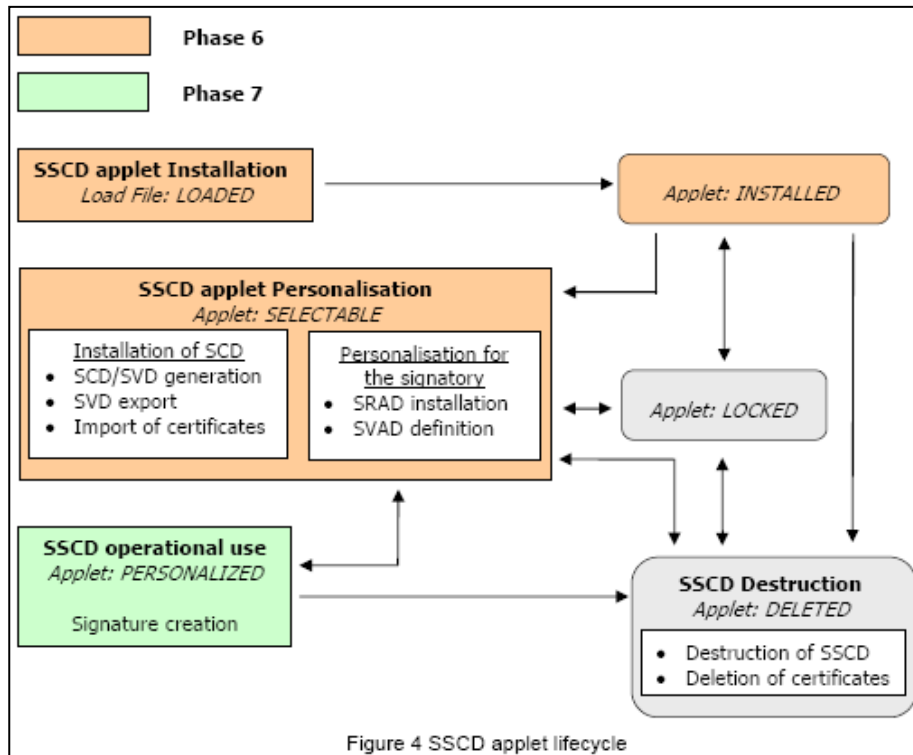 Phase 6
Phase 7
SSCD applet Installation
Load File: LOADED
Applet: INSTALLED
SSCD applet Personalisation
Applet: SELECTABLE
Installation of SCD
• SCD/SVD generation
• SVD export
• Import of certificates
Personalisation for
the signatory
• SRAD installation
• SVAD definition
Applet: LOCKED
SSCD operational use
Applet: PERSONALIZED
Signature creation
SSCD Destruction
Applet: DELETED
• Destruction of SSCD
• Deletion of certificates
Figure 4 SSCD applet lifecycle